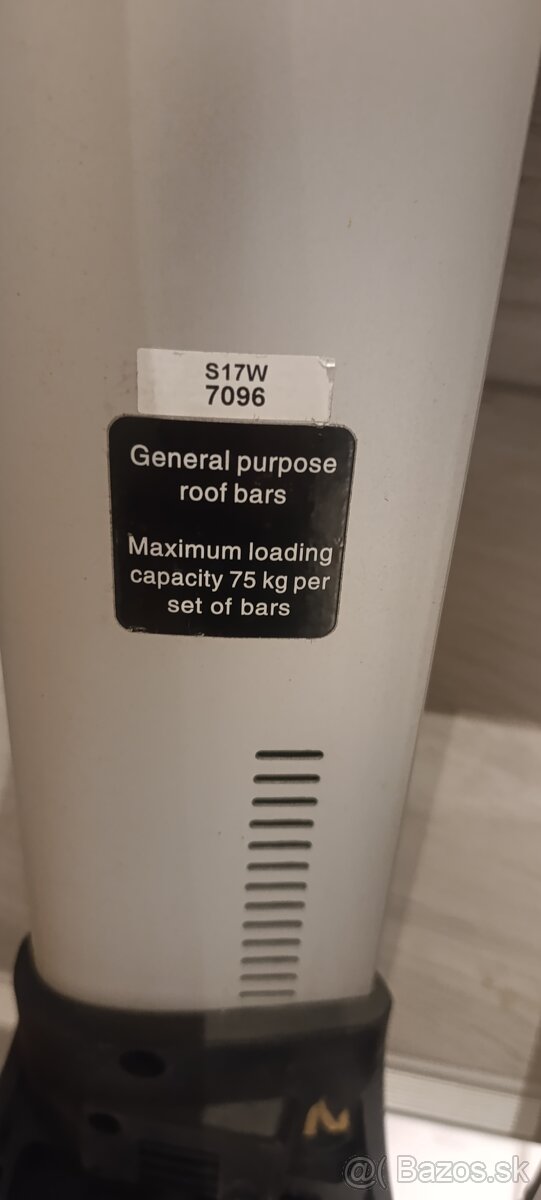 S17W
7096
General purpose
roof bars
Maximum loading
capacity 75 kg per
set of bars
N
@( Bazos.sk